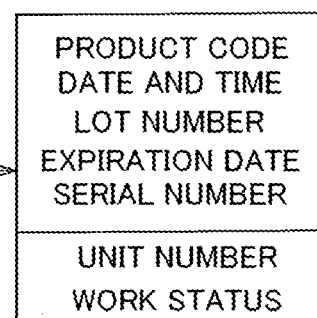 PRODUCT CODE
DATE AND TIME
LOT NUMBER
EXPIRATION DATE
SERIAL NUMBER
UNIT NUMBER
WORK STATUS